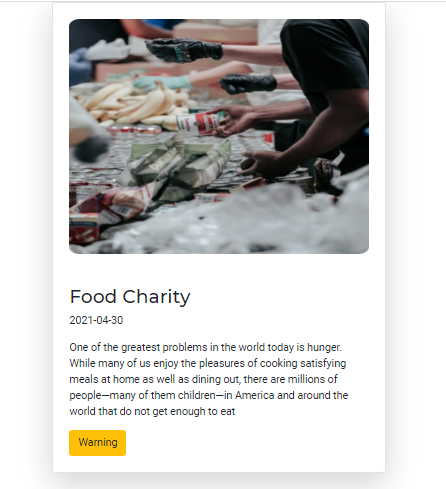 Food Charity
2021-04-30
One of the greatest problems in the world today is hunger.
While many of us enjoy the pleasures of cooking satisfying
meals at home as well as dining out, there are millions of
people—many of them children—in America and around the
world that do not get enough to eat
Warning